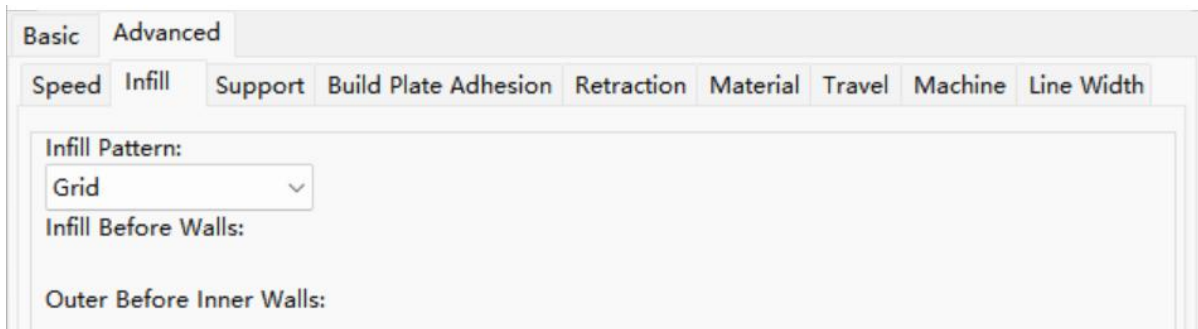 Basic Advanced
Speed Infill Support Build Plate Adhesion Retraction Material Travel Machine Line Width
Infill Pattern:
Grid
Infill Before Walls:
Outer Before Inner Walls: